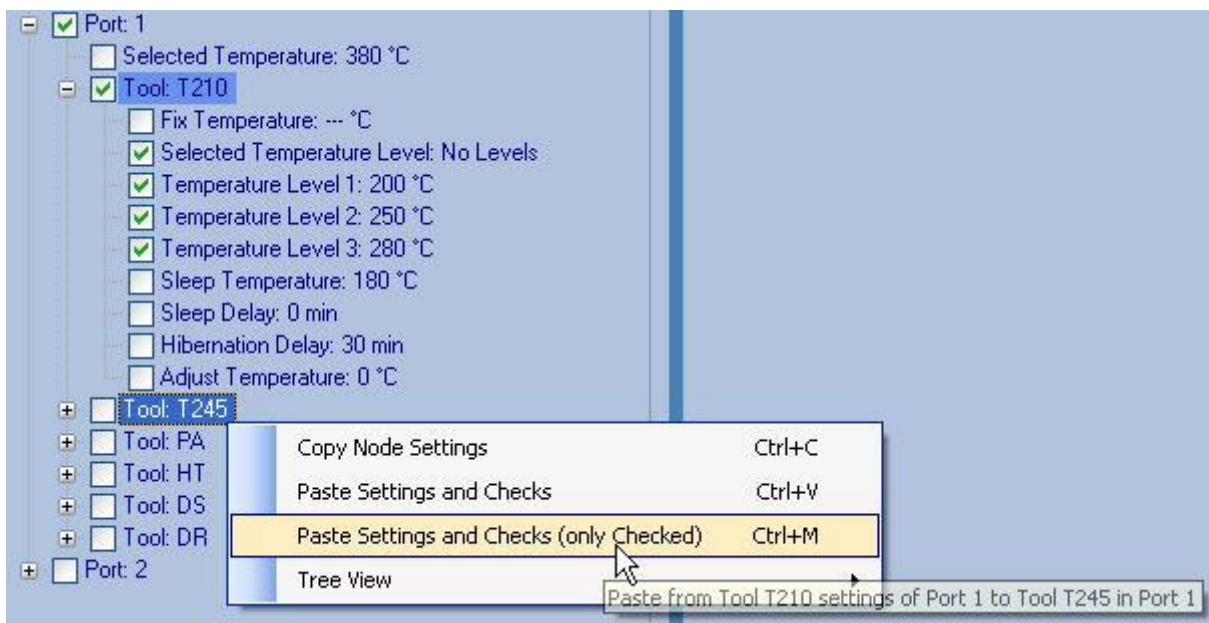 Port: 1
Selected Temperature: 380 °C
Tool: T210
Fix Temperature: --- °C
Selected Temperature Level: No Levels
Temperature Level 1: 200 °C
Temperature Level 2: 250 °C
Temperature Level 3: 280 °C
Sleep Temperature: 180 °C
Sleep Delay: 0 min
Hibernation Delay: 30 min
Adjust Temperature: 0 °C
Tool: T245
Tool: PA
Tool: HT
Tool: DS
Tool: DR
Port: 2
Copy Node Settings Ctrl+C
Paste Settings and Checks Ctrl+V
Paste Settings and Checks (only Checked) Ctrl+M
Tree View
Paste from Tool T210 settings of Port 1 to Tool T245 in Port 1